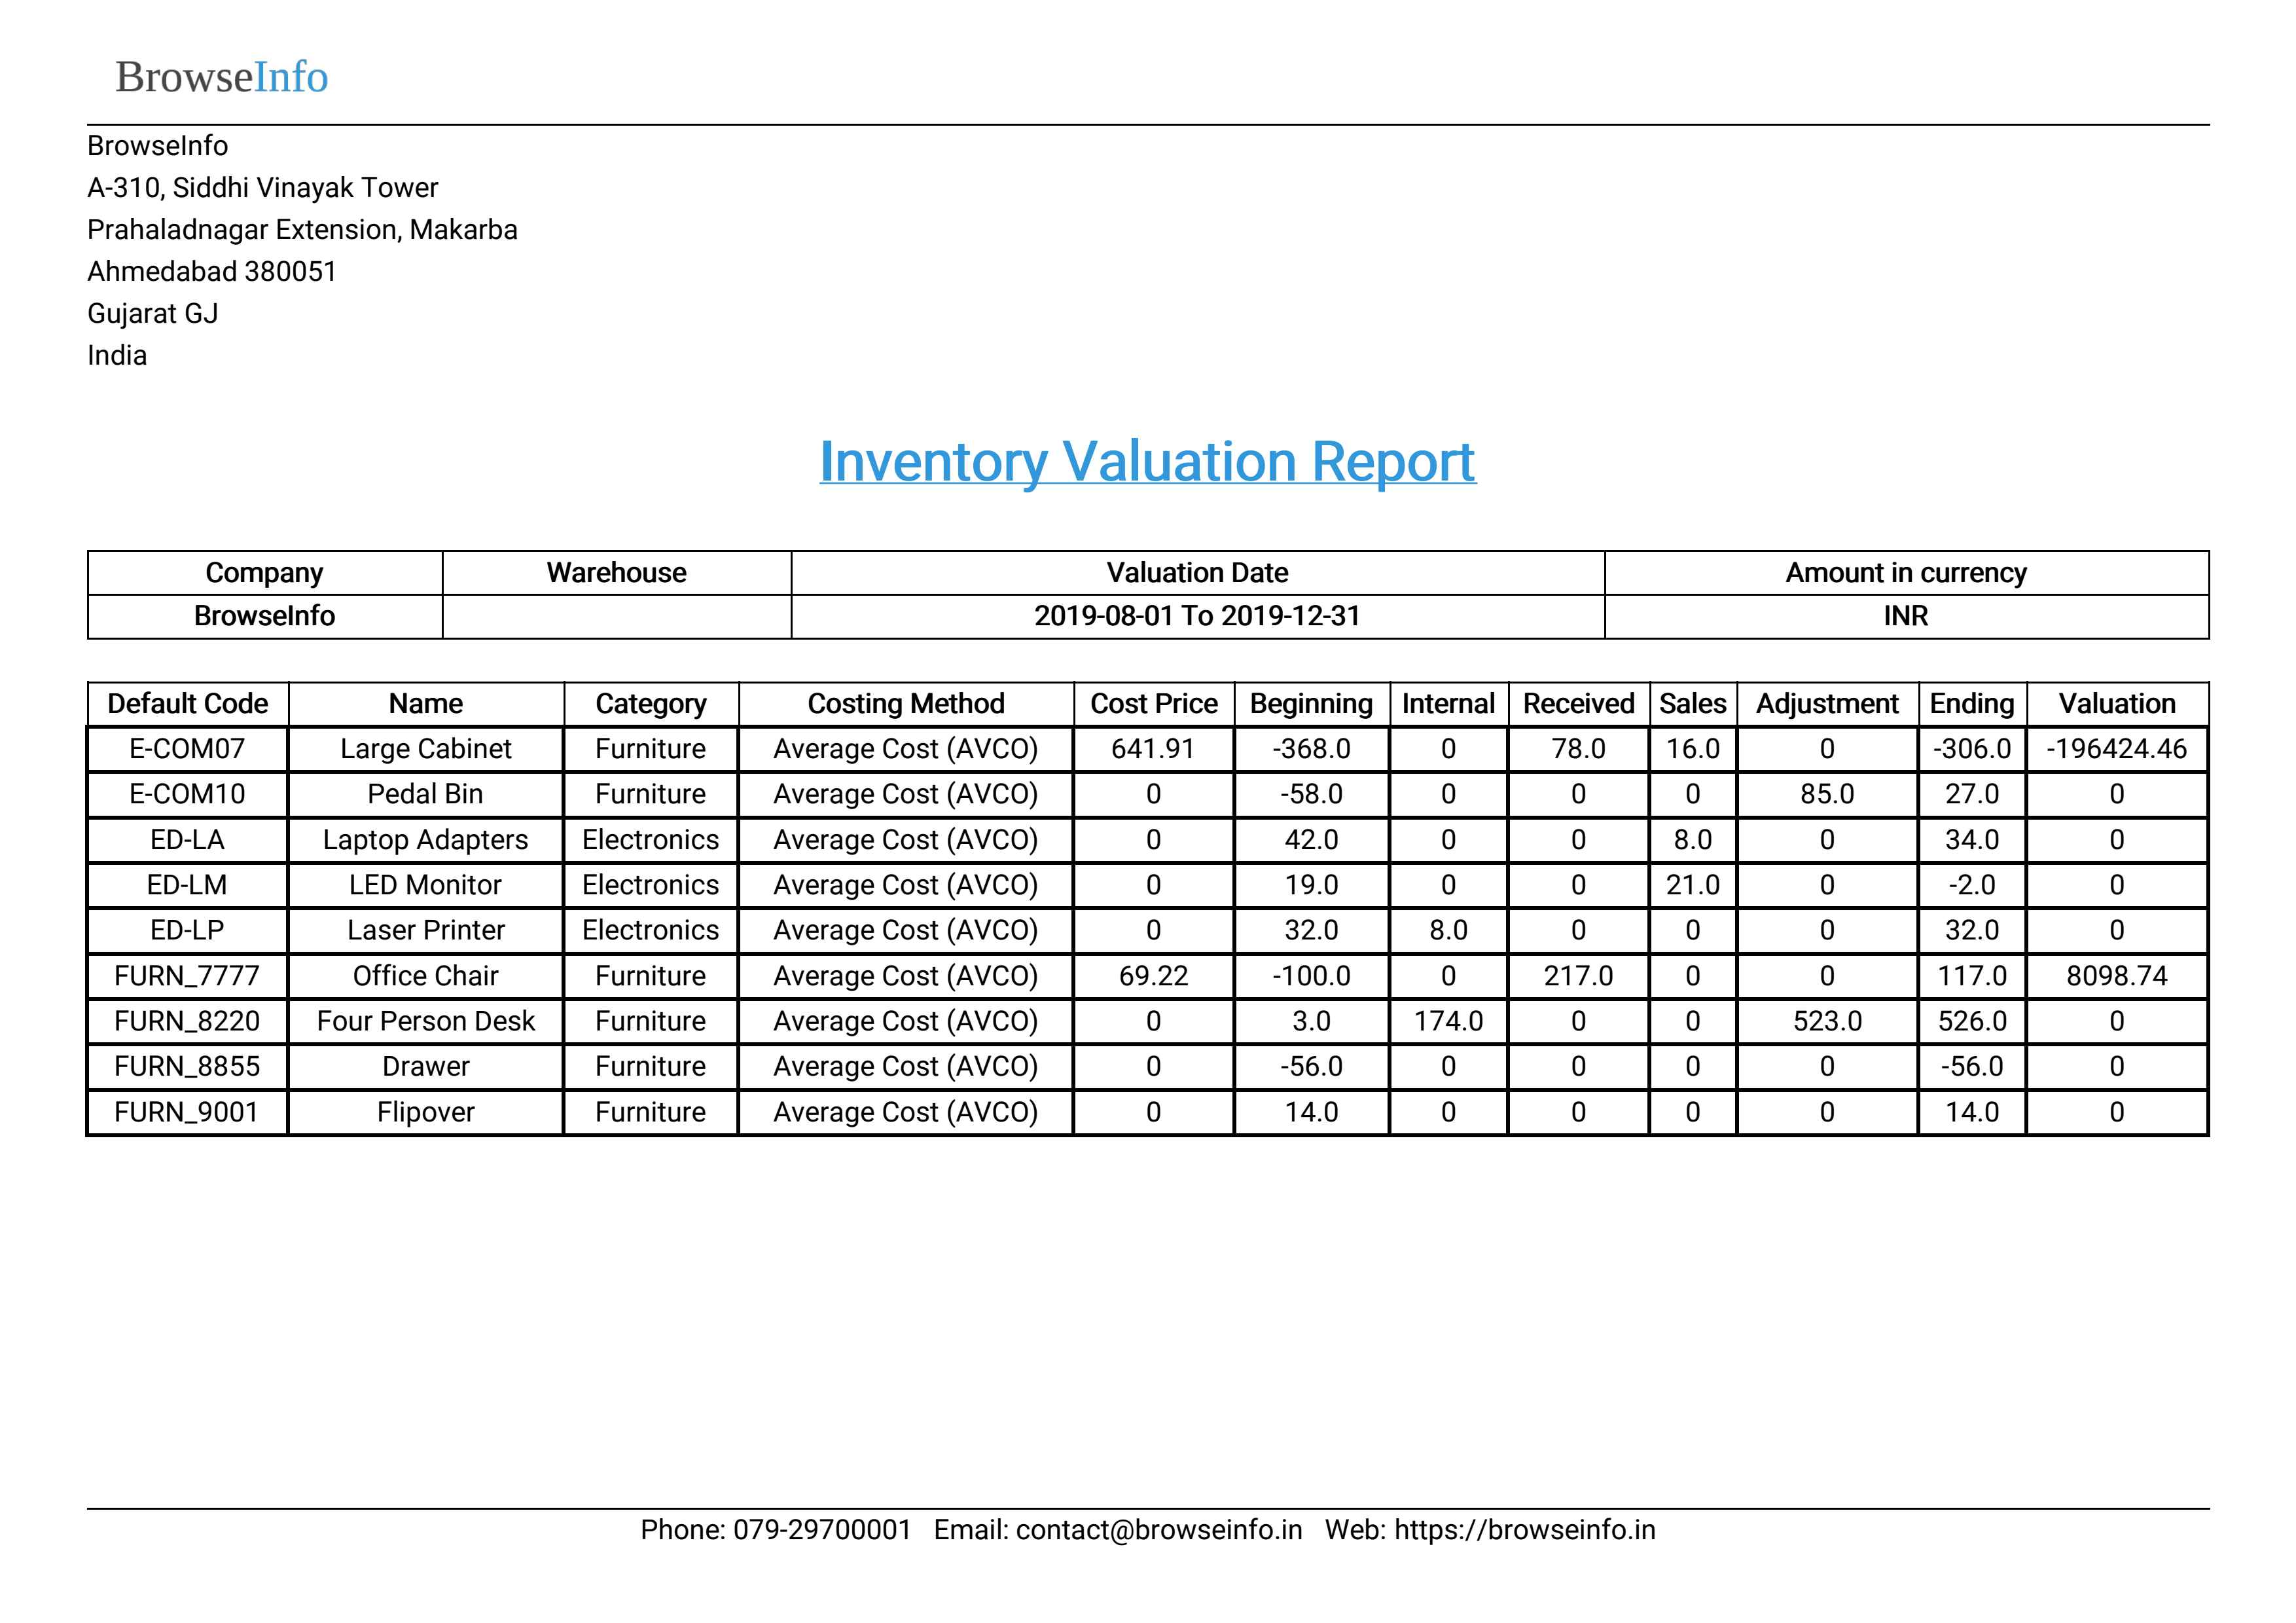 BrowseInfo
BrowseInfo
A-310, Siddhi Vinayak Tower
Prahaladnagar Extension, Makarba
Ahmedabad 380051
Gujarat GJ
India
Inventory Valuation Report
Company Warehouse Valuation Date Amount in currency
BrowseInfo 2019-08-01 To 2019-12-31 INR
Default Code Name Category Costing Method Cost Price Beginning Internal Received Sales Adjustment Ending Valuation
E-COM07 Large Cabinet Furniture Average Cost (AVCO) 641.91 -368.0 0 78.0 16.0 0 -306.0 -196424.46
E-COM10 Pedal Bin Furniture Average Cost (AVCO) 0 -58.0 0 0 0 85.0 27.0 0
ED-LA Laptop Adapters Electronics Average Cost (AVCO) 0 42.0 0 0 8.0 0 34.0 0
ED-LM LED Monitor Electronics Average Cost (AVCO) 0 19.0 0 0 21.0 0 -2.0 0
ED-LP Laser Printer Electronics Average Cost (AVCO) 0 32.0 8.0 0 0 0 32.0 0
FURN_7777 Office Chair Furniture Average Cost (AVCO) 69.22 -100.0 0 217.0 0 0 117.0 8098.74
FURN_8220 Four Person Desk Furniture Average Cost (AVCO) 0 3.0 174.0 0 0 523.0 526.0 0
FURN_8855 Drawer Furniture Average Cost (AVCO) 0 -56.0 0 0 0 0 -56.0 0
FURN_9001 Flipover Furniture Average Cost (AVCO) 0 14.0 0 0 0 0 14.0 0
Phone: 079-29700001 Email: contact@browseinfo.in Web: https://browseinfo.in